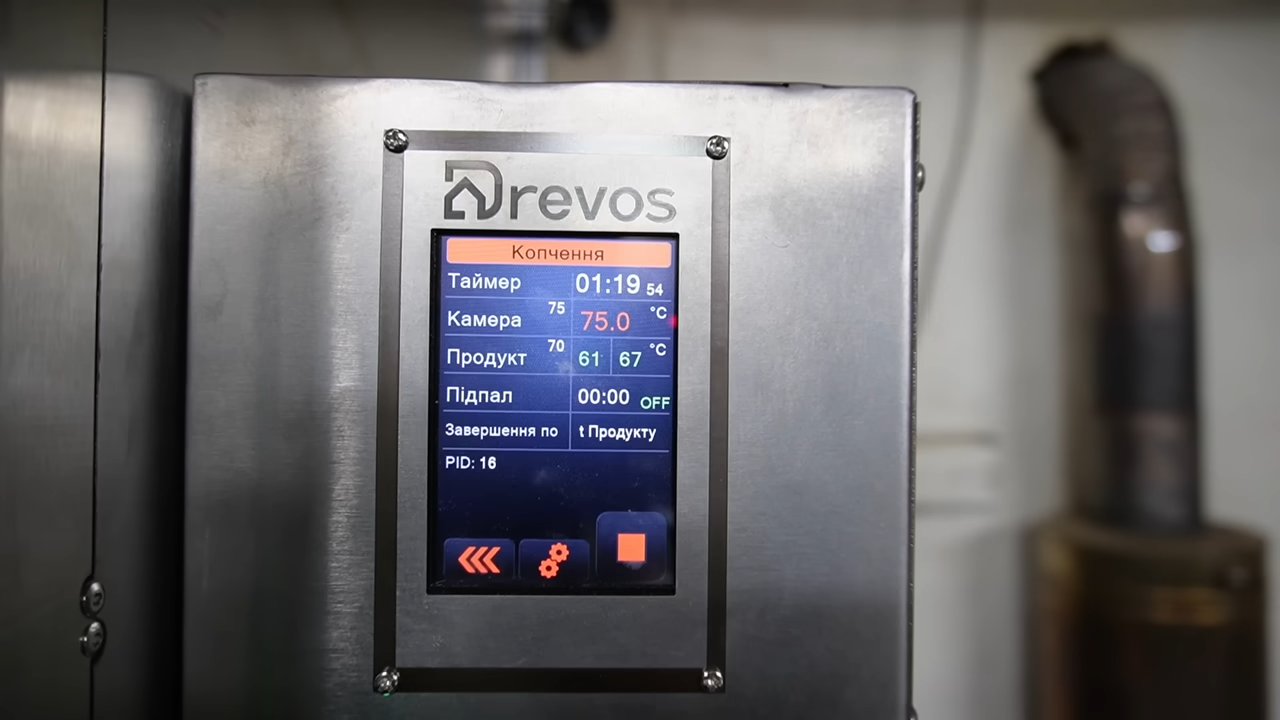 Drevos
Копчення
Таймер 01:19 54
Камера 75 75.0 °C
Продукт 70 61 67 °C
Підпал 00:00 OFF
Завершення по t Продукту
PID: 16